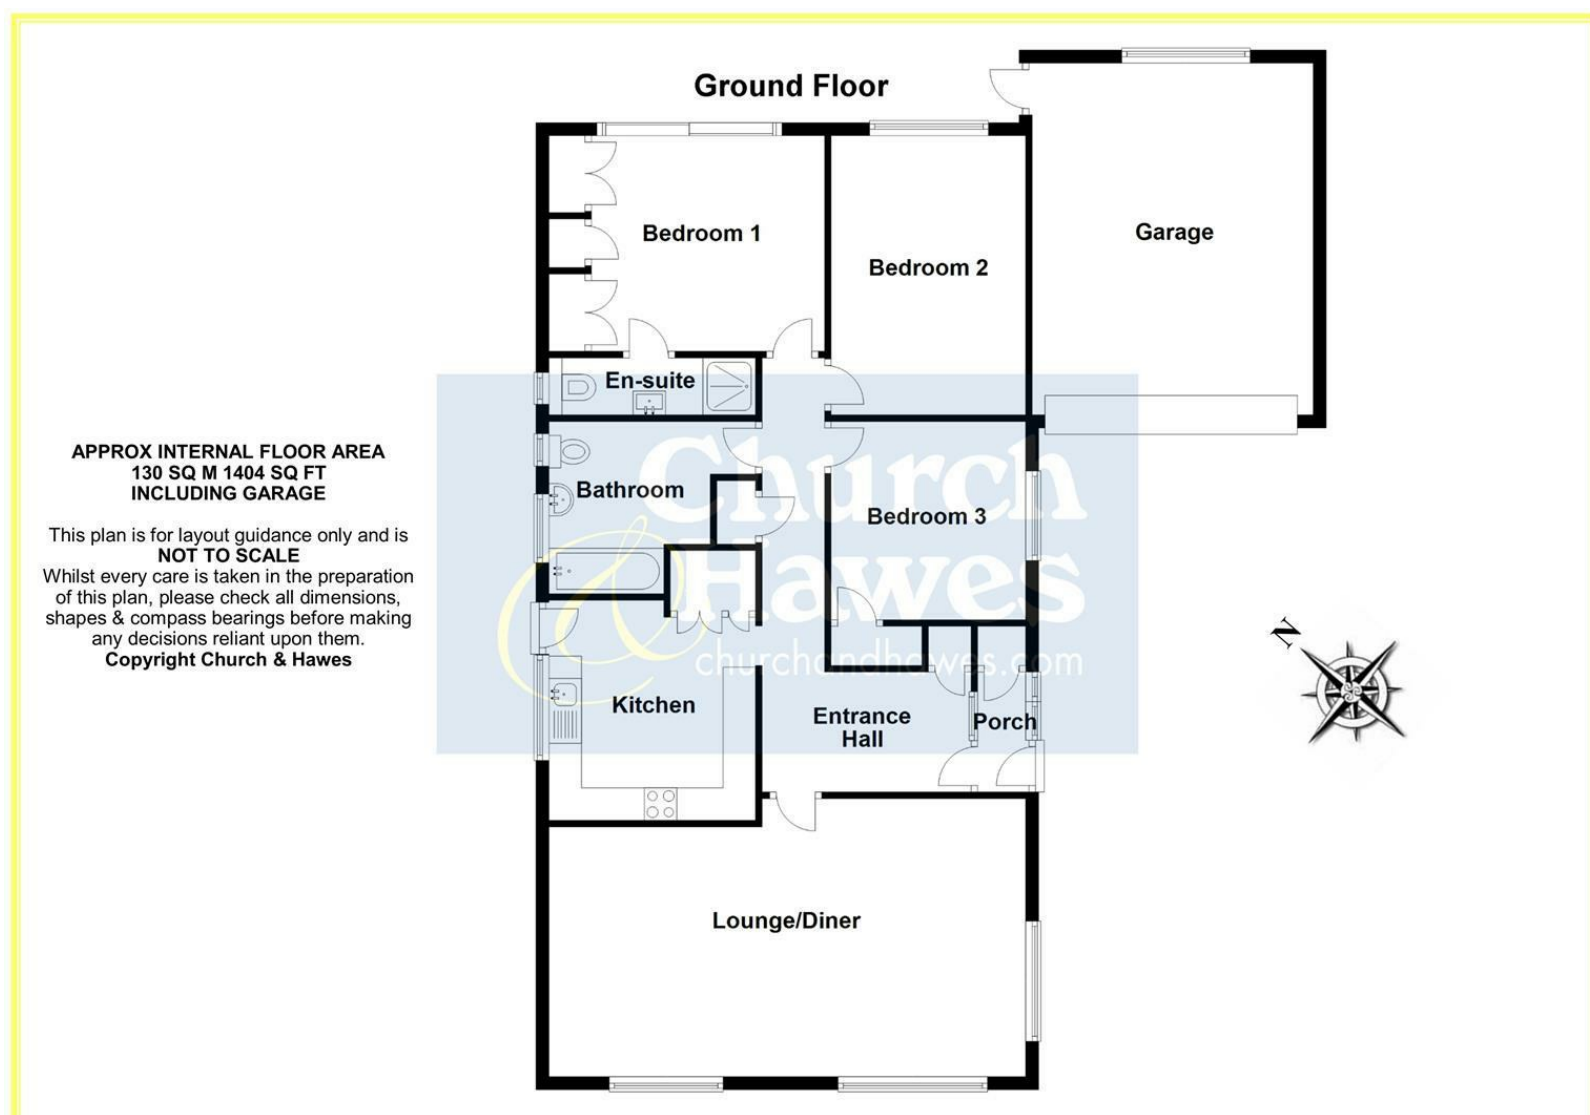 Ground Floor
Bedroom 1
Bedroom 2
Garage
En-suite
Bathroom
Bedroom 3
Kitchen
Entrance
Hall
Porch
Lounge/Diner
Church
&
Hawes
churchandhawes.com
APPROX INTERNAL FLOOR AREA
130 SQ M 1404 SQ FT
INCLUDING GARAGE
This plan is for layout guidance only and is
NOT TO SCALE
Whilst every care is taken in the preparation
of this plan, please check all dimensions,
shapes & compass bearings before making
any decisions reliant upon them.
Copyright Church & Hawes
N